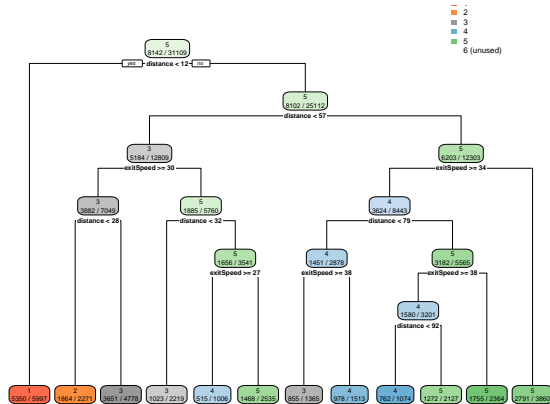 2
3
4
5
6 (unused)
5
8142 / 31109
yes distance < 12 no
5
8102 / 25112
distance < 57
3
5184 / 12809
exitSpeed >= 30
5
6203 / 12303
exitSpeed >= 34
3
3882 / 7049
distance < 28
5
1885 / 5760
distance < 32
4
3624 / 8443
distance < 79
5
1656 / 3541
exitSpeed >= 27
4
1451 / 2878
exitSpeed >= 38
5
3182 / 5565
exitSpeed >= 38
4
1580 / 3201
distance < 92
1
5350 / 5997
2
1864 / 2271
3
3651 / 4778
3
1023 / 2219
4
515 / 1006
5
1468 / 2535
3
855 / 1365
4
978 / 1513
4
762 / 1074
5
1272 / 2127
5
1755 / 2364
5
2791 / 3860